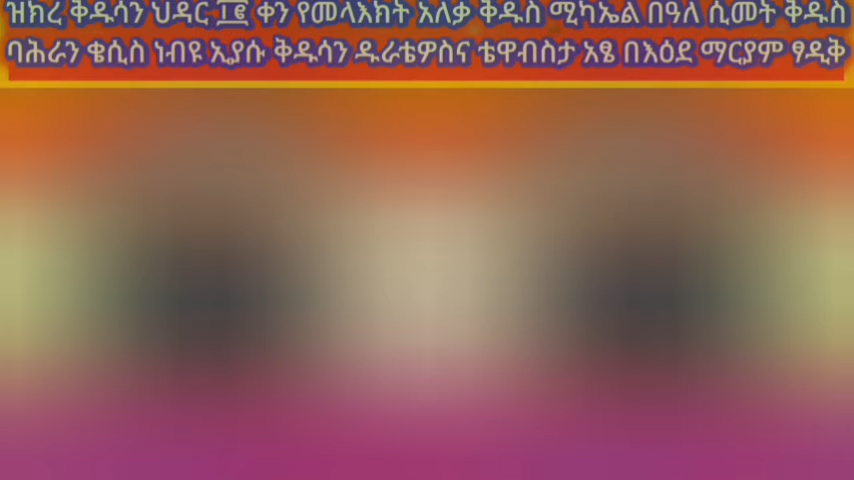 ዝክረ ቅዱሳን ህዳር ፲፪ ቀን የመላእክት አለቃ ቅዱስ ሚካኤል በዓለ ሲመት ቅዱስ
ባሕራን ቄሲስ ነብዩ ኢያሱ ቅዱሳን ዱራቴዎስና ቴዋብስታ አፄ በእዕደ ማርያም ፃዲቅ